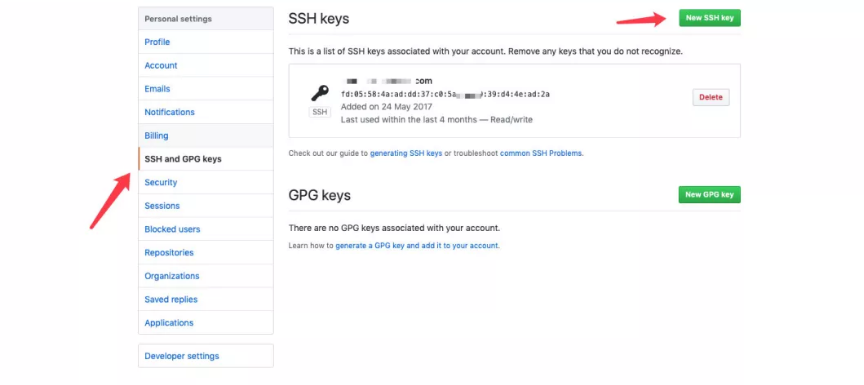 Personal settings
Profile
Account
Emails
Notifications
Billing
SSH and GPG keys
Security
Sessions
Blocked users
Repositories
Organizations
Saved replies
Applications
Developer settings
SSH keys
New SSH key
This is a list of SSH keys associated with your account. Remove any keys that you do not recognize.
.com
fd:05:58:4a:ad:dd:37:c0:5a :39:d4:4e:ad:2a
SSH
Added on 24 May 2017
Last used within the last 4 months — Read/write
Delete
Check out our guide to generating SSH keys or troubleshoot common SSH Problems.
GPG keys
New GPG key
There are no GPG keys associated with your account.
Learn how to generate a GPG key and add it to your account.